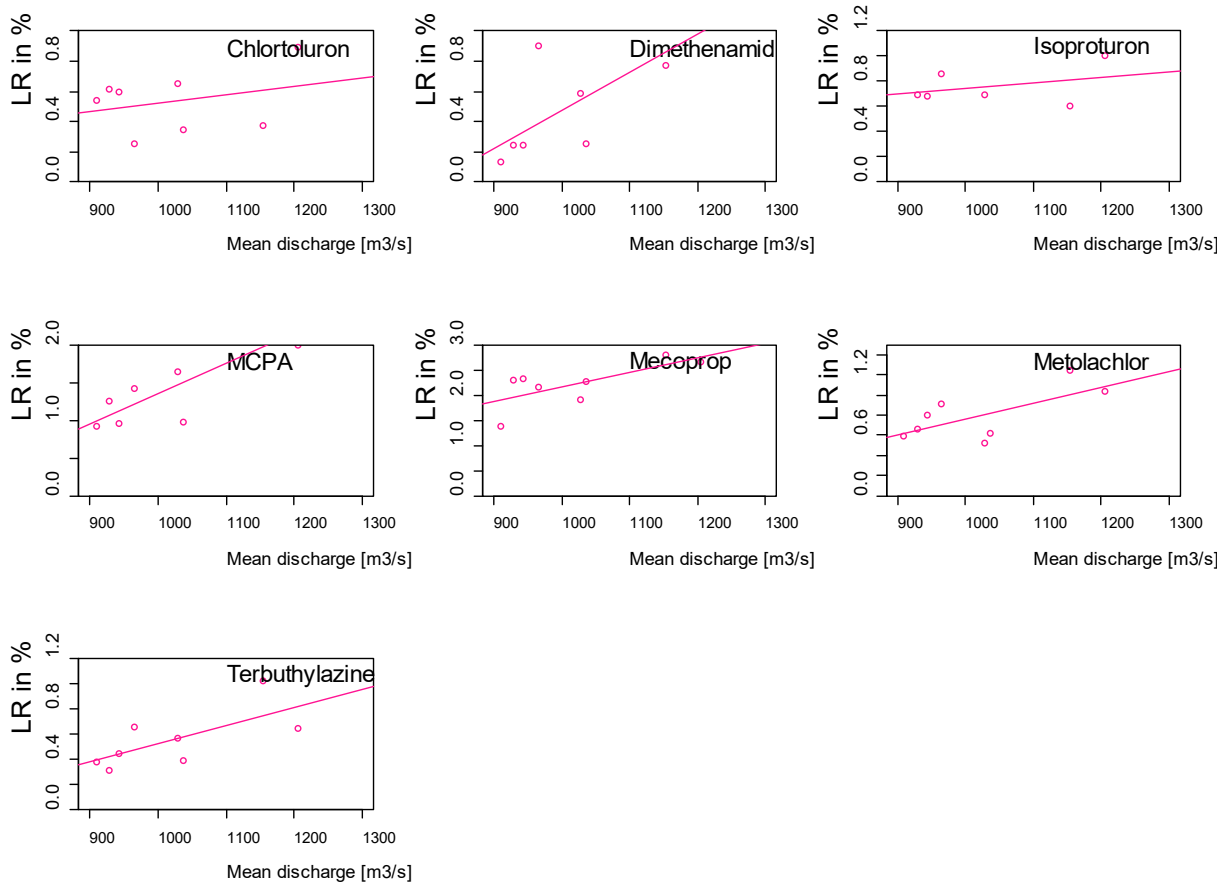 LR in %
0.0 0.4 0.8
Chlortoluron
900 1000 1100 1200 1300
Mean discharge [m3/s]
LR in %
0.0 0.4 0.8
Dimethenamid
900 1000 1100 1200 1300
Mean discharge [m3/s]
LR in %
0.0 0.4 0.8 1.2
Isoproturon
900 1000 1100 1200 1300
Mean discharge [m3/s]
LR in %
0.0 1.0 2.0
MCPA
900 1000 1100 1200 1300
Mean discharge [m3/s]
LR in %
0.0 1.0 2.0 3.0
Mecoprop
900 1000 1100 1200 1300
Mean discharge [m3/s]
LR in %
0.0 0.6 1.2
Metolachlor
900 1000 1100 1200 1300
Mean discharge [m3/s]
LR in %
0.0 0.4 0.8 1.2
Terbuthylazine
900 1000 1100 1200 1300
Mean discharge [m3/s]